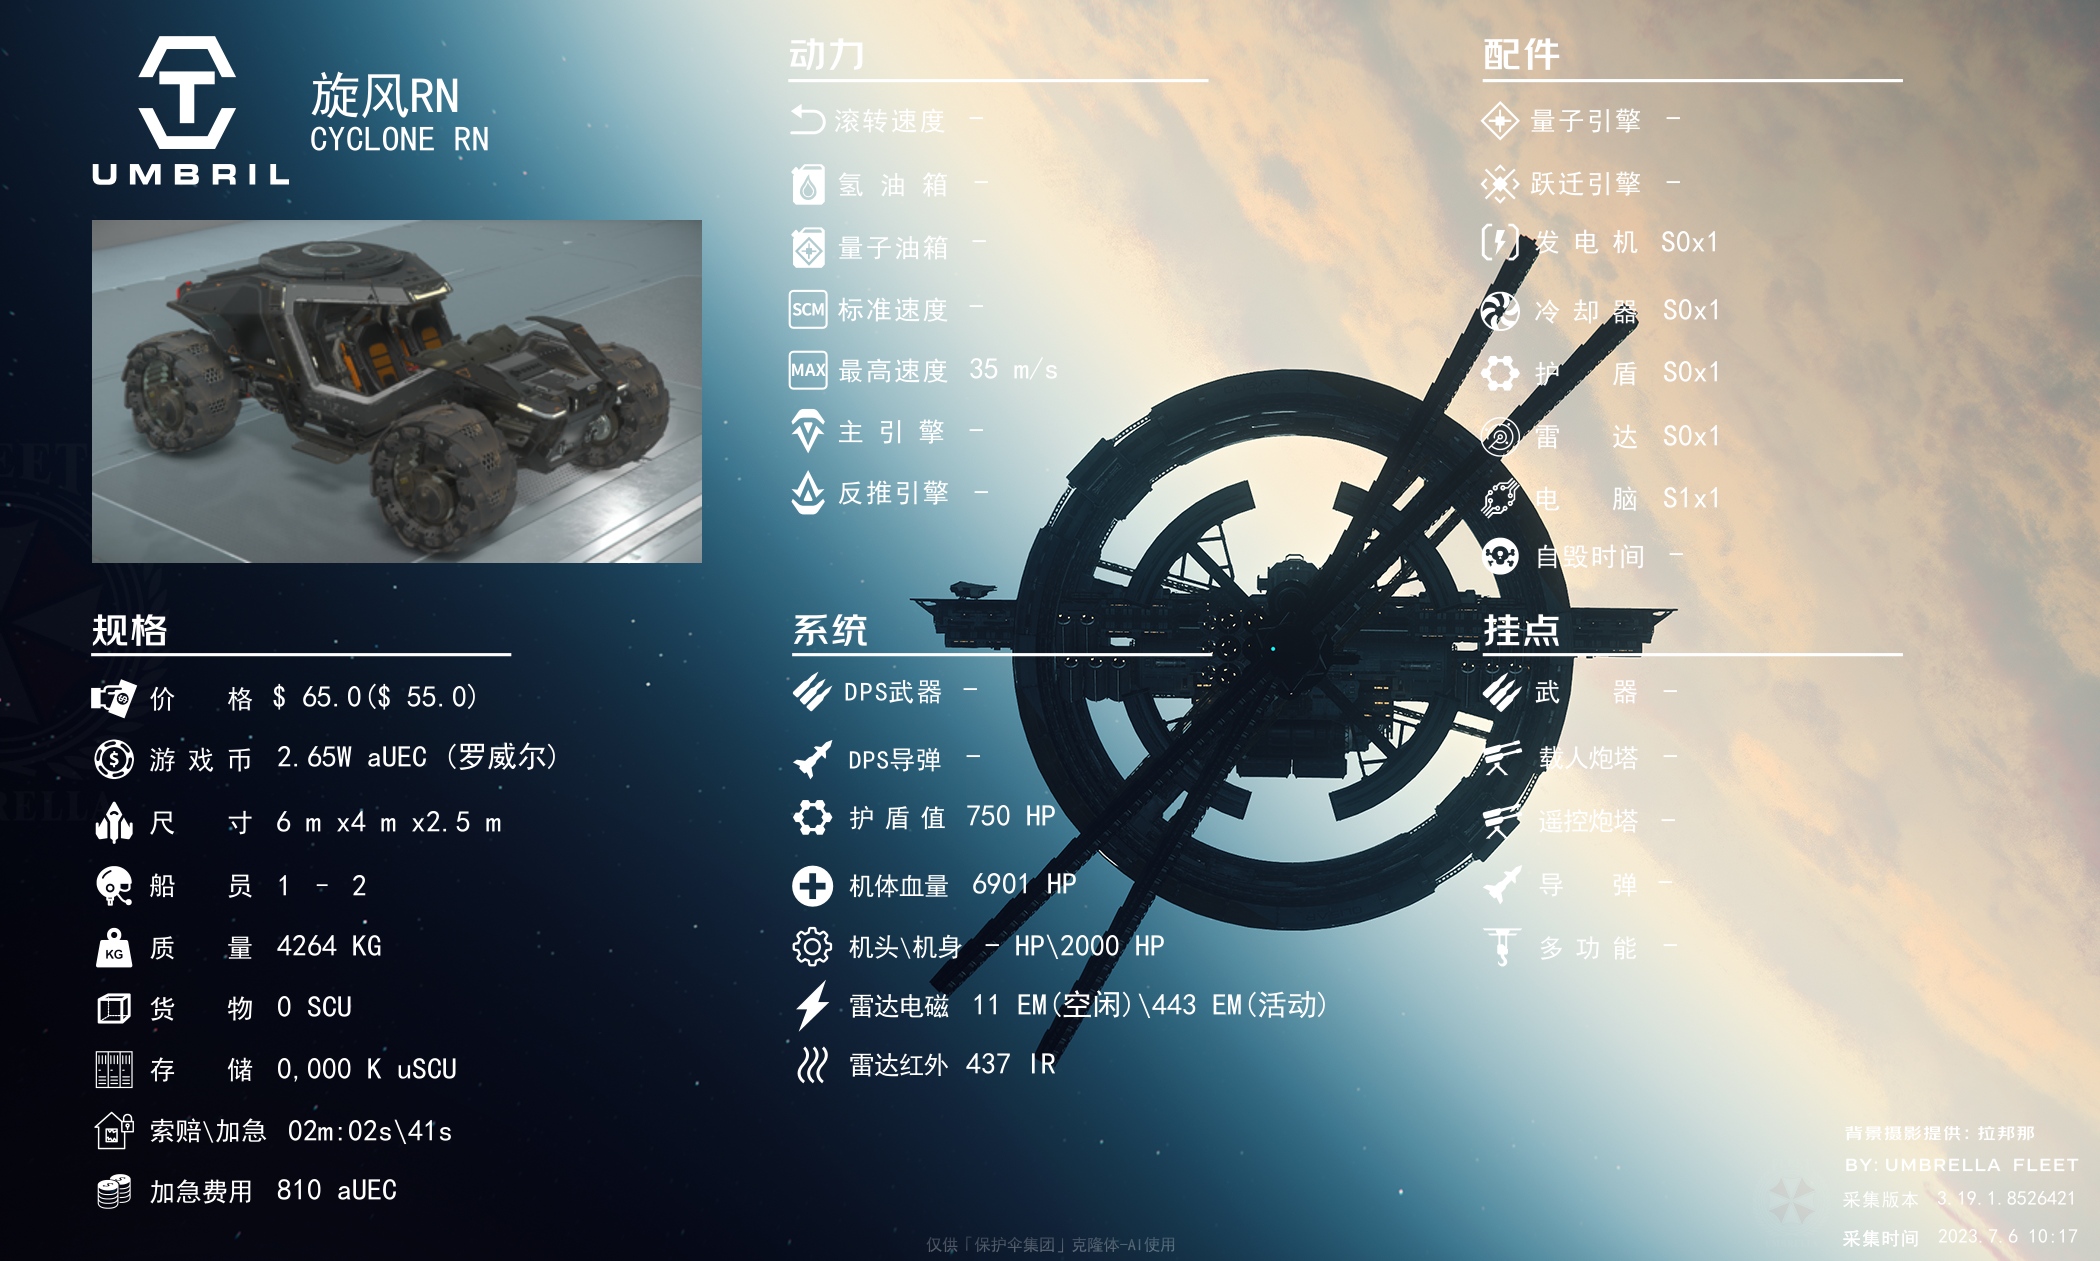 UMBRIL
旋风RN
CYCLONE RN
动力
滚转速度 -
氢油箱 -
量子油箱 -
SCM 标准速度 -
MAX 最高速度 35 m/s
主引擎 -
反推引擎 -
配件
量子引擎 -
跃迁引擎 -
发电机 S0x1
冷却器 S0x1
护盾 S0x1
雷达 S0x1
电脑 S1x1
自毁时间 -
规格
价格 $ 65.0($ 55.0)
游戏币 2.65W aUEC (罗威尔)
尺寸 6 m x4 m x2.5 m
船员 1 - 2
KG 质量 4264 KG
货物 0 SCU
存储 0,000 K uSCU
索赔\加急 02m:02s\41s
加急费用 810 aUEC
系统
DPS武器 -
DPS导弹 -
护盾值 750 HP
机体血量 6901 HP
机头\机身 - HP\2000 HP
雷达电磁 11 EM(空闲)\443 EM(活动)
雷达红外 437 IR
挂点
武器 -
载人炮塔 -
遥控炮塔 -
导弹 -
多功能 -
背景摄影提供: 拉邦那
BY: UMBRELLA FLEET
采集版本 3.19.1.8526421
采集时间 2023.7.6 10:17
仅供「保护伞集团」克隆体-AI使用